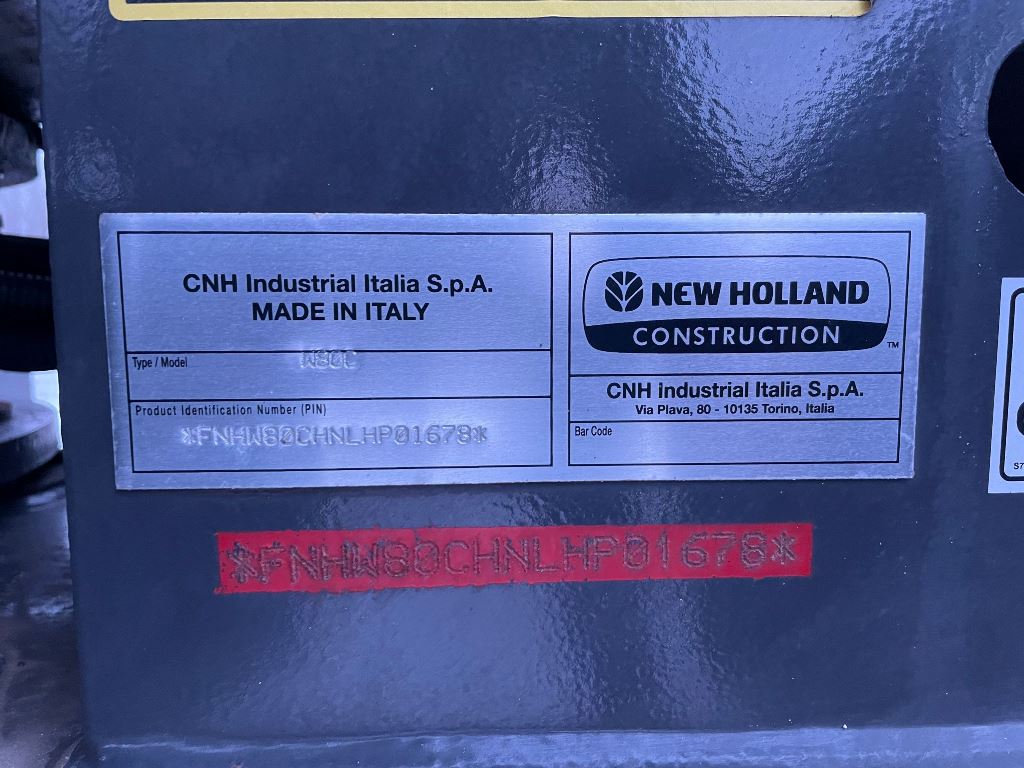 CNH Industrial Italia S.p.A.
MADE IN ITALY
Type / Model
W80C
Product Identification Number (PIN)
*FNHW80CHNLHP01678*
NEW HOLLAND
CONSTRUCTION
TM
CNH industrial Italia S.p.A.
Via Plava, 80 - 10135 Torino, Italia
Bar Code
*FNHW80CHNLHP01678*
S7